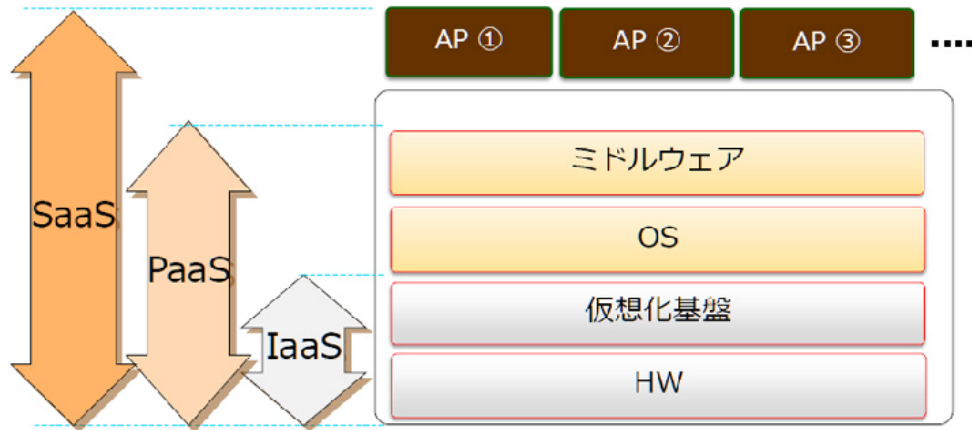 AP ①
AP ②
AP ③
....
ミドルウェア
SaaS
OS
PaaS
仮想化基盤
IaaS
HW